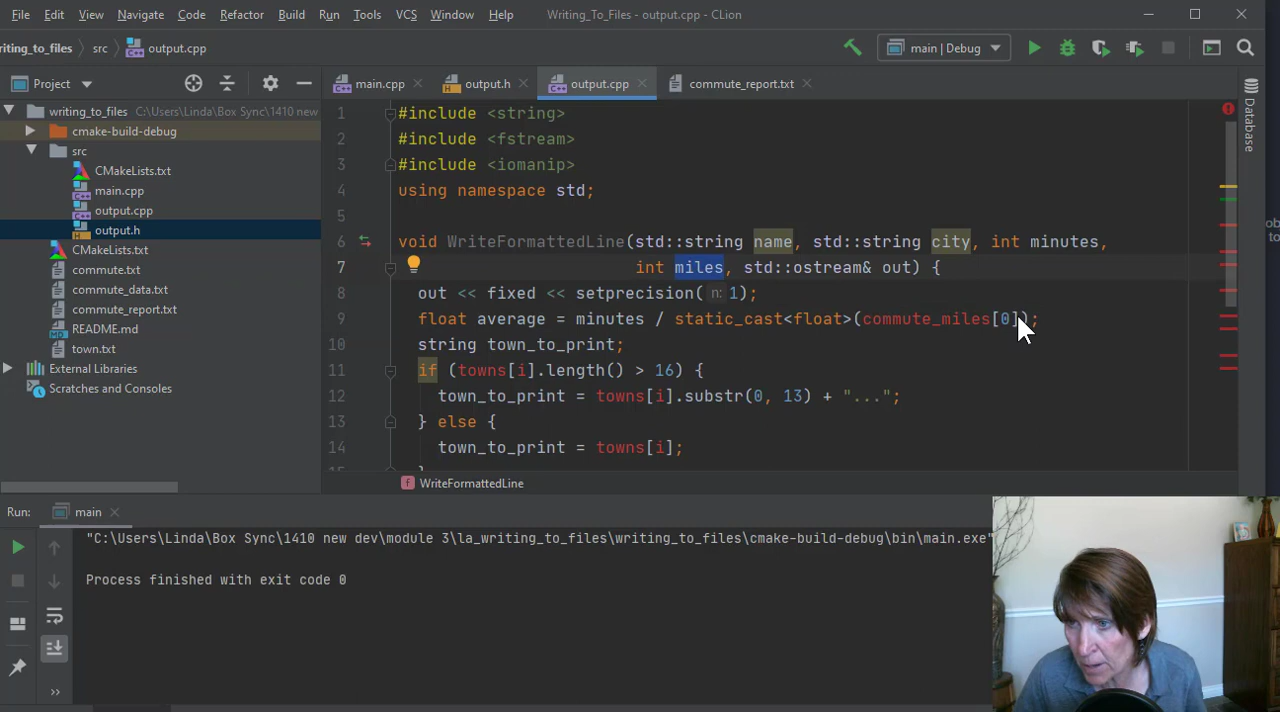 File Edit View Navigate Code Refactor Build Run Tools VCS Window Help Writing_To_Files - output.cpp - CLion
riting_to_files src output.cpp main | Debug
Project main.cpp output.h output.cpp commute_report.txt
writing_to_files C:\Users\Linda\Box Sync\1410 new
cmake-build-debug
src
CMakeLists.txt
main.cpp
output.cpp
output.h
CMakeLists.txt
commute.txt
commute_data.txt
commute_report.txt
README.md
town.txt
External Libraries
Scratches and Consoles
1 #include <string>
2 #include <fstream>
3 #include <iomanip>
4 using namespace std;
5
6 void WriteFormattedLine(std::string name, std::string city, int minutes,
7 int miles, std::ostream& out) {
8 out << fixed << setprecision( n: 1);
9 float average = minutes / static_cast<float>(commute_miles[0]);
10 string town_to_print;
11 if (towns[i].length() > 16) {
12 town_to_print = towns[i].substr(0, 13) + "...";
13 } else {
14 town_to_print = towns[i];
15 }
f WriteFormattedLine
Database
Run: main
"C:\Users\Linda\Box Sync\1410 new dev\module 3\la_writing_to_files\writing_to_files\cmake-build-debug\bin\main.exe"
Process finished with exit code 0